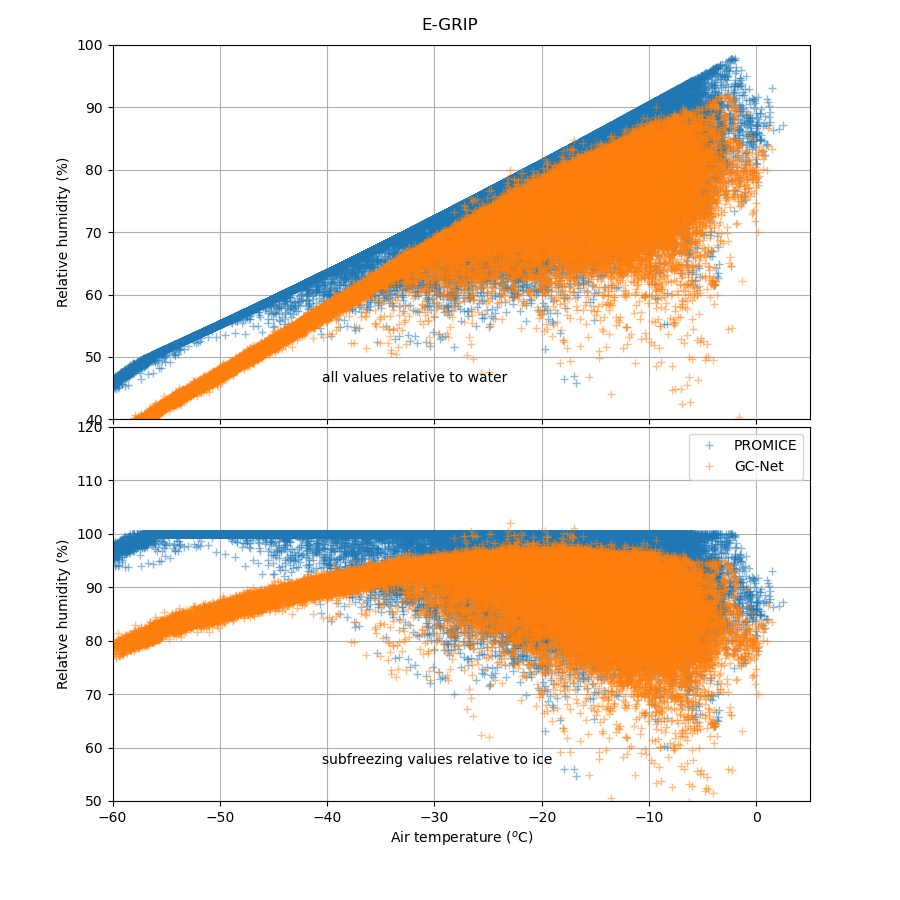 E-GRIP
100
90
80
70
60
50
40
Relative humidity (%)
all values relative to water
120
110
100
90
80
70
60
50
Relative humidity (%)
PROMICE
GC-Net
subfreezing values relative to ice
−60 −50 −40 −30 −20 −10 0
Air temperature (°C)